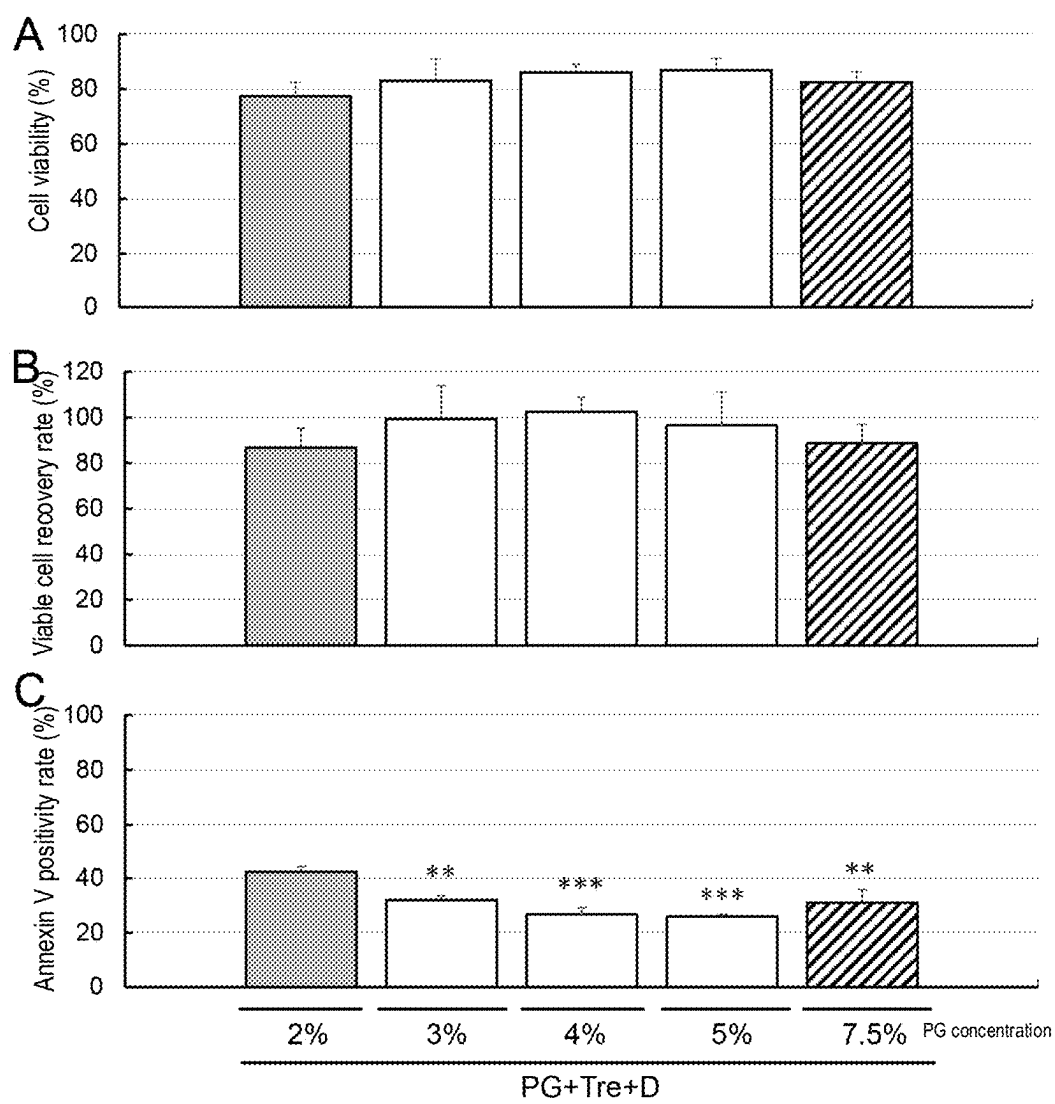 A
Cell viability (%)
100
80
60
40
20
0
B
Viable cell recovery rate (%)
120
100
80
60
40
20
0
C
Annexin V positivity rate (%)
100
80
60
40
20
0
** *** *** **
2% 3% 4% 5% 7.5% PG concentration
PG+Tre+D